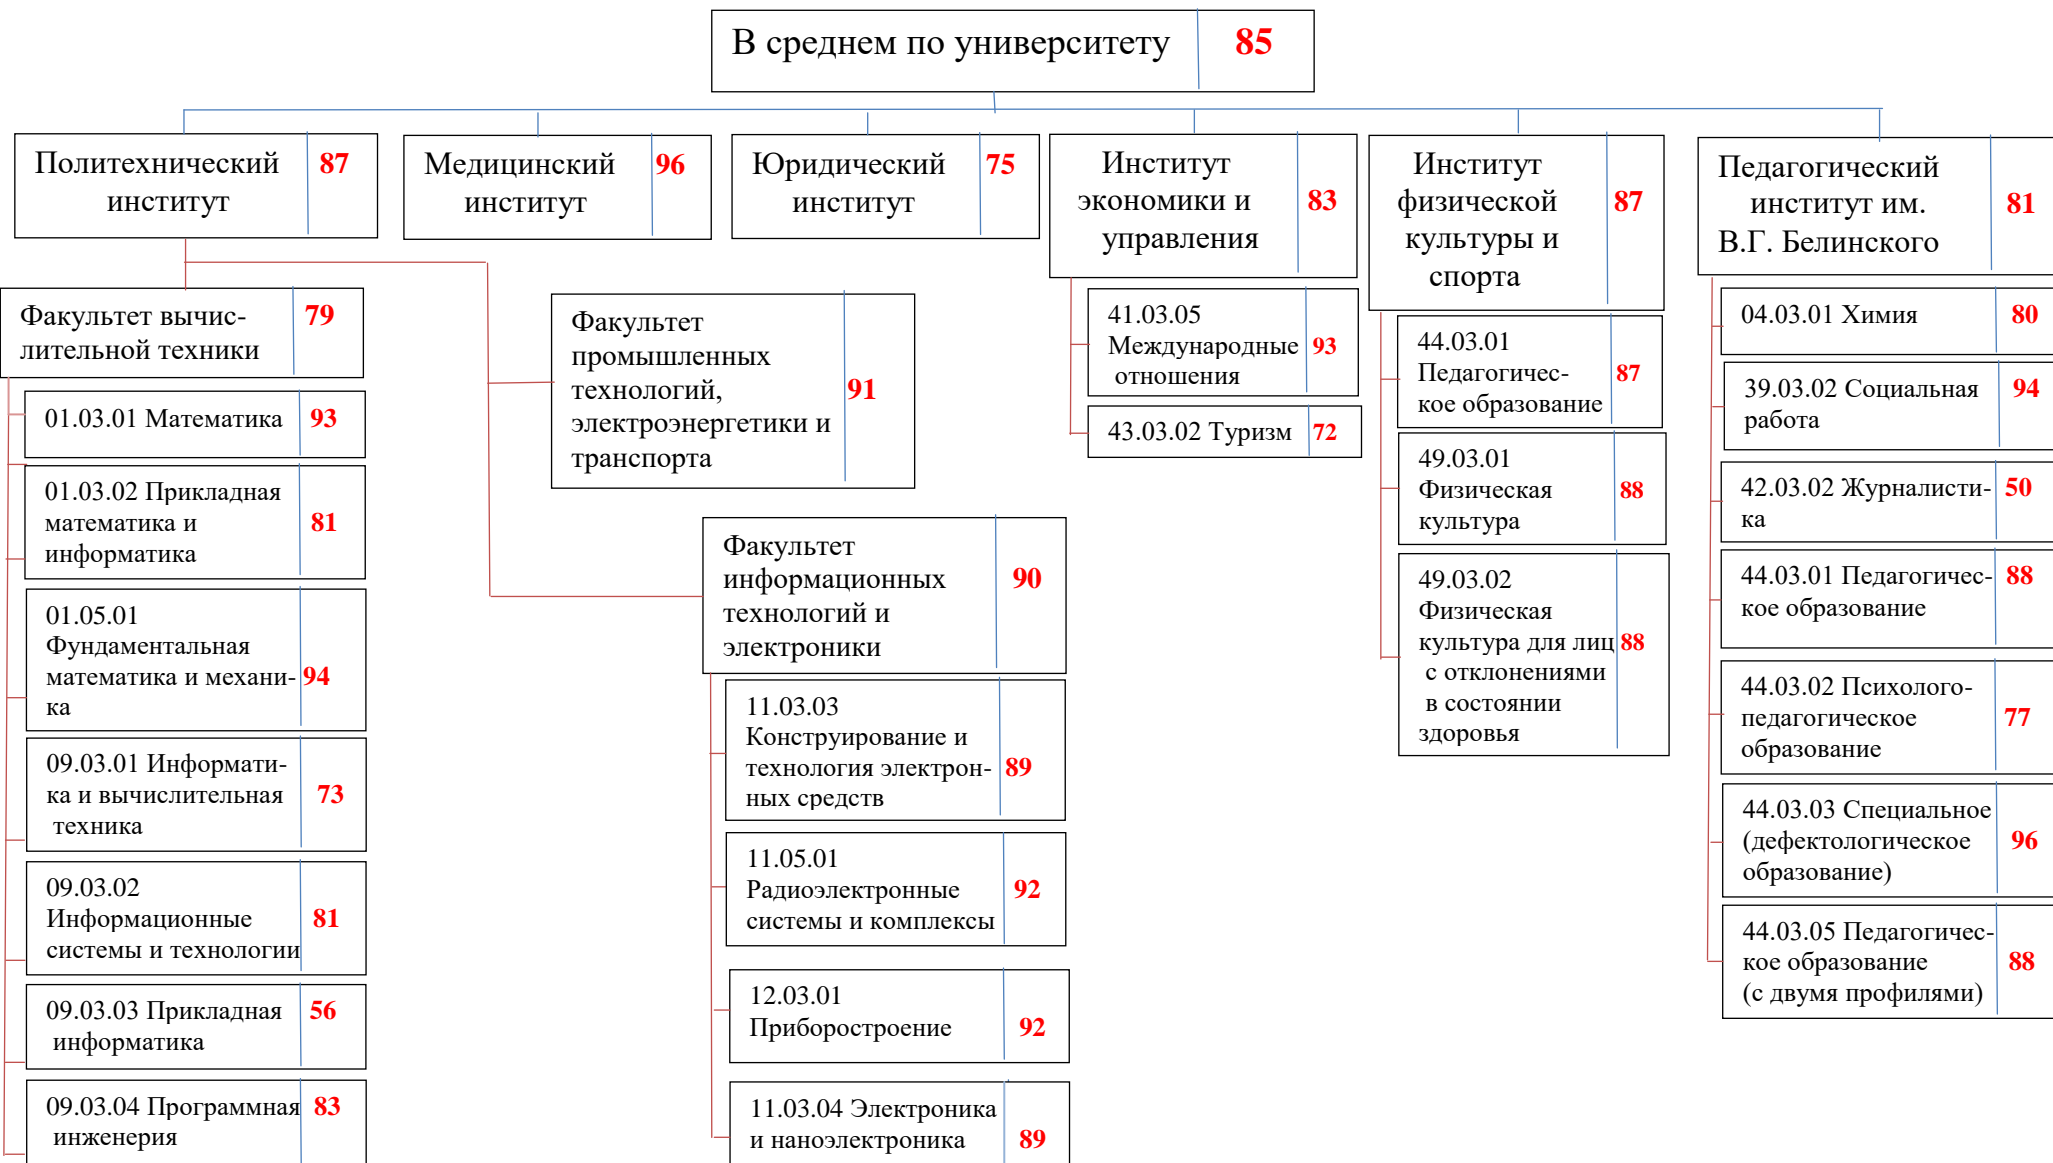 В среднем по университету 85
Политехнический 87
институт
Медицинский 96
институт
Юридический 75
институт
Институт
экономики и 83
управления
Институт
физической 87
культуры и
спорта
Педагогический
институт им. 81
В.Г. Белинского
Факультет вычис- 79
лительной техники
01.03.01 Математика 93
01.03.02 Прикладная
математика и 81
информатика
01.05.01
Фундаментальная
математика и механи- 94
ка
09.03.01 Информати-
ка и вычислительная 73
техника
09.03.02
Информационные 81
системы и технологии
09.03.03 Прикладная 56
информатика
09.03.04 Программная 83
инженерия
Факультет
промышленных
технологий, 91
электроэнергетики и
транспорта
Факультет
информационных 90
технологий и
электроники
11.03.03
Конструирование и
технология электрон- 89
ных средств
11.05.01
Радиоэлектронные 92
системы и комплексы
12.03.01
Приборостроение 92
11.03.04 Электроника
и наноэлектроника 89
41.03.05
Международные 93
отношения
43.03.02 Туризм 72
44.03.01
Педагогичес- 87
кое образование
49.03.01
Физическая 88
культура
49.03.02
Физическая
культура для лиц 88
с отклонениями
в состоянии
здоровья
04.03.01 Химия 80
39.03.02 Социальная 94
работа
42.03.02 Журналисти- 50
ка
44.03.01 Педагогичес- 88
кое образование
44.03.02 Психолого-
педагогическое 77
образование
44.03.03 Специальное
(дефектологическое 96
образование)
44.03.05 Педагогичес-
кое образование 88
(с двумя профилями)